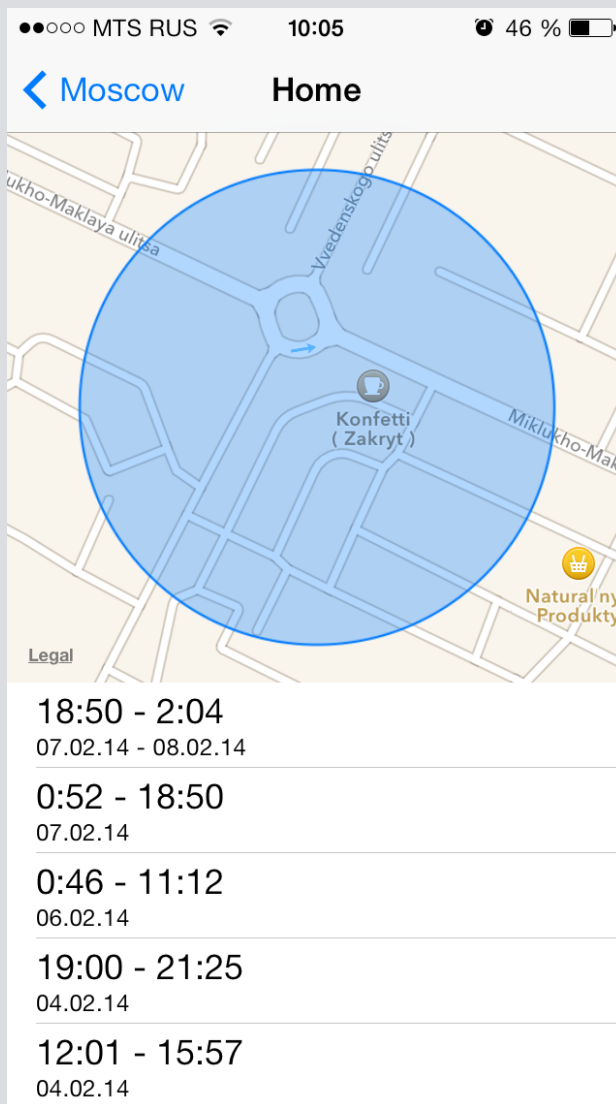 MTS RUS 10:05 46 %
Moscow Home
ukho-Maklaya ulitsa
Vvedenskogo ulits
Konfetti
( Zakryt )
Miklukho-Mak
Natural'ny
Produkty
Legal
18:50 - 2:04
07.02.14 - 08.02.14
0:52 - 18:50
07.02.14
0:46 - 11:12
06.02.14
19:00 - 21:25
04.02.14
12:01 - 15:57
04.02.14